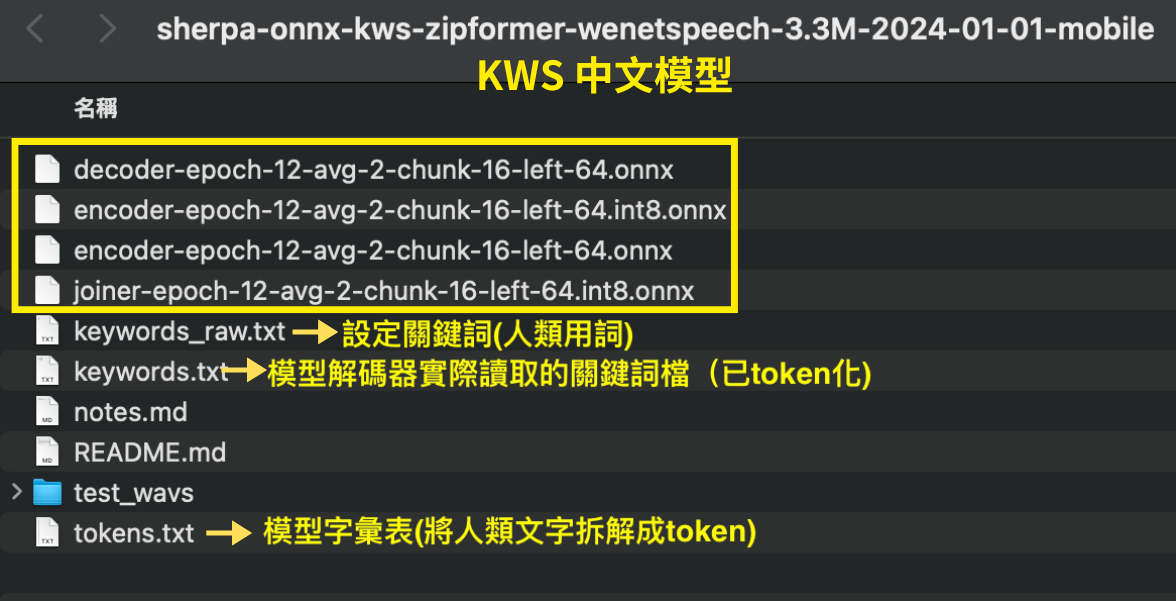 sherpa-onnx-kws-zipformer-wenetspeech-3.3M-2024-01-01-mobile
KWS 中文模型
名稱
decoder-epoch-12-avg-2-chunk-16-left-64.onnx
encoder-epoch-12-avg-2-chunk-16-left-64.int8.onnx
encoder-epoch-12-avg-2-chunk-16-left-64.onnx
joiner-epoch-12-avg-2-chunk-16-left-64.int8.onnx
keywords_raw.txt 設定關鍵詞(人類用詞)
keywords.txt 模型解碼器實際讀取的關鍵詞檔（已token化)
notes.md
README.md
test_wavs
tokens.txt 模型字彙表(將人類文字拆解成token)